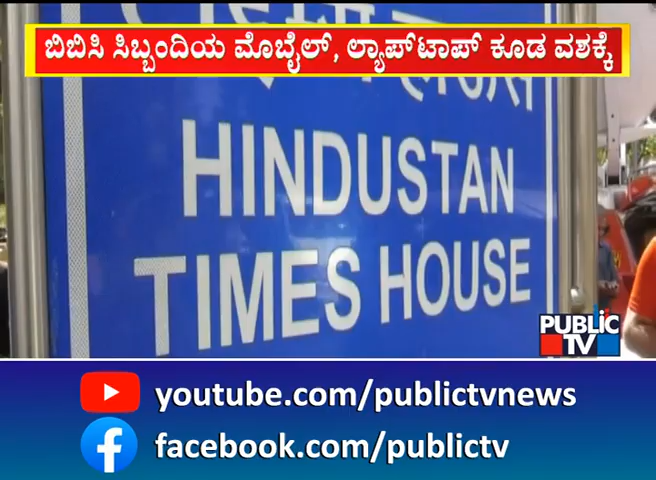 ಬಿಬಿಸಿ ಸಿಬ್ಬಂದಿಯ ಮೊಬೈಲ್, ಲ್ಯಾಪ್‌ಟಾಪ್ ಕೂಡ ವಶಕ್ಕೆ
HINDUSTAN
TIMES HOUSE
PUBLiC
TV
youtube.com/publictvnews
facebook.com/publictv